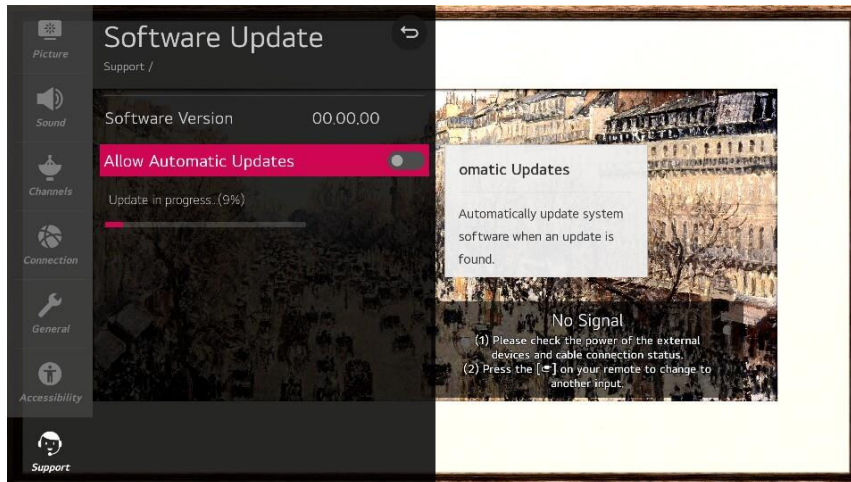 Picture
Sound
Channels
Connection
General
Accessibility
Support
Software Update
Support /
Software Version 00.00.00
Allow Automatic Updates
Update in progress..(9%)
omatic Updates
Automatically update system
software when an update is
found.
No Signal
(1) Please check the power of the external
devices and cable connection status.
(2) Press the [ ] on your remote to change to
another input.